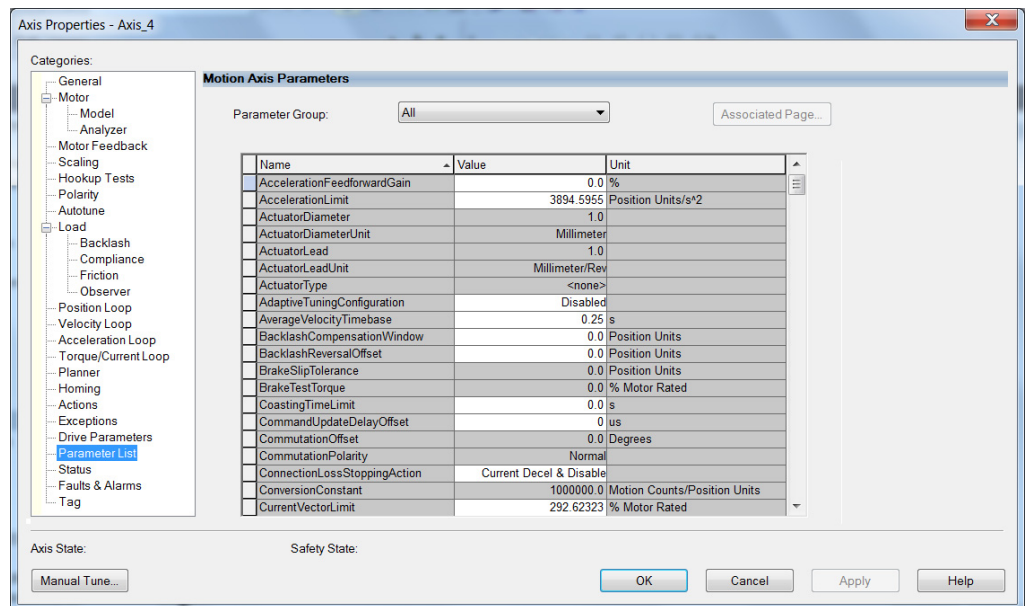 Axis Properties - Axis_4
Categories:
General
Motor
Model
Analyzer
Motor Feedback
Scaling
Hookup Tests
Polarity
Autotune
Load
Backlash
Compliance
Friction
Observer
Position Loop
Velocity Loop
Acceleration Loop
Torque/Current Loop
Planner
Homing
Actions
Exceptions
Drive Parameters
Parameter List
Status
Faults & Alarms
Tag
Motion Axis Parameters
Parameter Group: All Associated Page...
Name Value Unit
AccelerationFeedforwardGain 0.0 %
AccelerationLimit 3894.5955 Position Units/s^2
ActuatorDiameter 1.0
ActuatorDiameterUnit Millimeter
ActuatorLead 1.0
ActuatorLeadUnit Millimeter/Rev
ActuatorType <none>
AdaptiveTuningConfiguration Disabled
AverageVelocityTimebase 0.25 s
BacklashCompensationWindow 0.0 Position Units
BacklashReversalOffset 0.0 Position Units
BrakeSlipTolerance 0.0 Position Units
BrakeTestTorque 0.0 % Motor Rated
CoastingTimeLimit 0.0 s
CommandUpdateDelayOffset 0 us
CommutationOffset 0.0 Degrees
CommutationPolarity Normal
ConnectionLossStoppingAction Current Decel & Disable
ConversionConstant 1000000.0 Motion Counts/Position Units
CurrentVectorLimit 292.62323 % Motor Rated
Axis State: Safety State:
Manual Tune... OK Cancel Apply Help